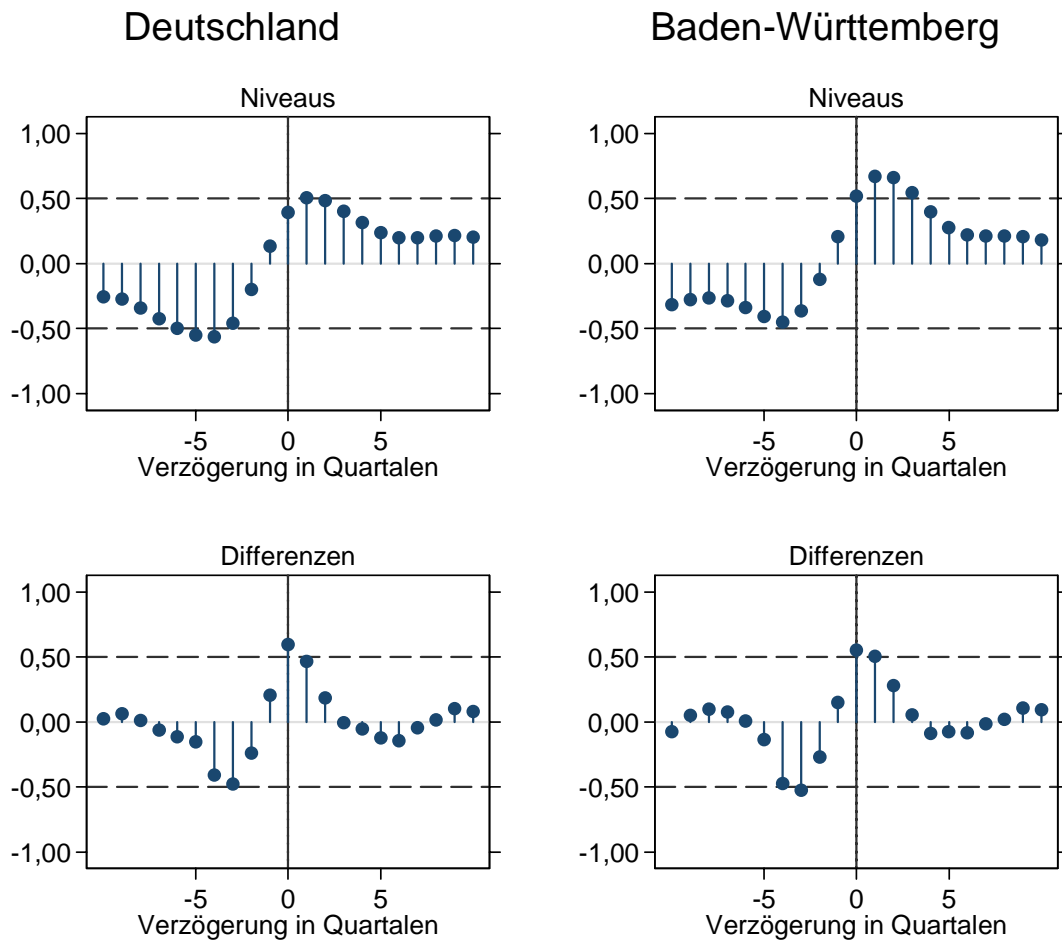 Deutschland
Baden-Württemberg
Niveaus
1,00
0,50
0,00
-0,50
-1,00
-5 0 5
Verzögerung in Quartalen
Niveaus
1,00
0,50
0,00
-0,50
-1,00
-5 0 5
Verzögerung in Quartalen
Differenzen
1,00
0,50
0,00
-0,50
-1,00
-5 0 5
Verzögerung in Quartalen
Differenzen
1,00
0,50
0,00
-0,50
-1,00
-5 0 5
Verzögerung in Quartalen